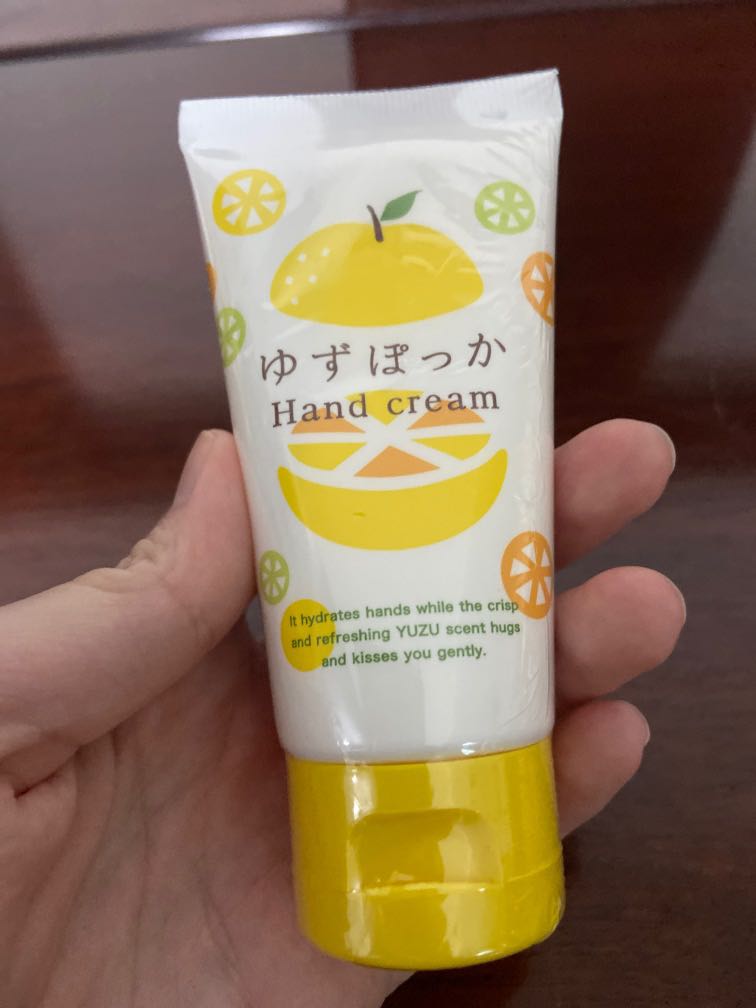 ゆずぽっか
Hand cream
It hydrates hands while the crisp
and refreshing YUZU scent hugs
and kisses you gently.